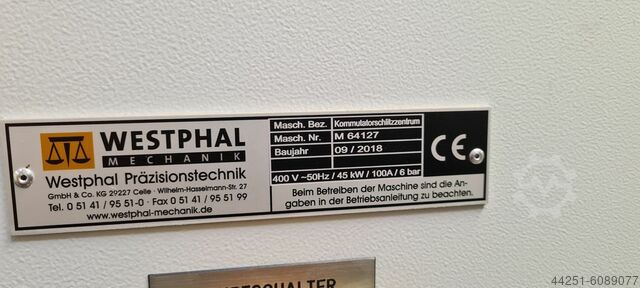 WESTPHAL
MECHANIK
Westphal Präzisionstechnik
GmbH & Co. KG 29227 Celle · Wilhelm-Hasselmann-Str. 27
Tel. 0 51 41 / 95 51-0 · Fax 0 51 41 / 95 51 99
www.westphal-mechanik.de
Masch. Bez. Kommutatorschlitzzentrum
Masch. Nr. M 64127
Baujahr 09 / 2018
400 V ~50Hz / 45 kW / 100A / 6 bar
Beim Betreiben der Maschine sind die An-
gaben in der Betriebsanleitung zu beachten.
CE
44251-6089077